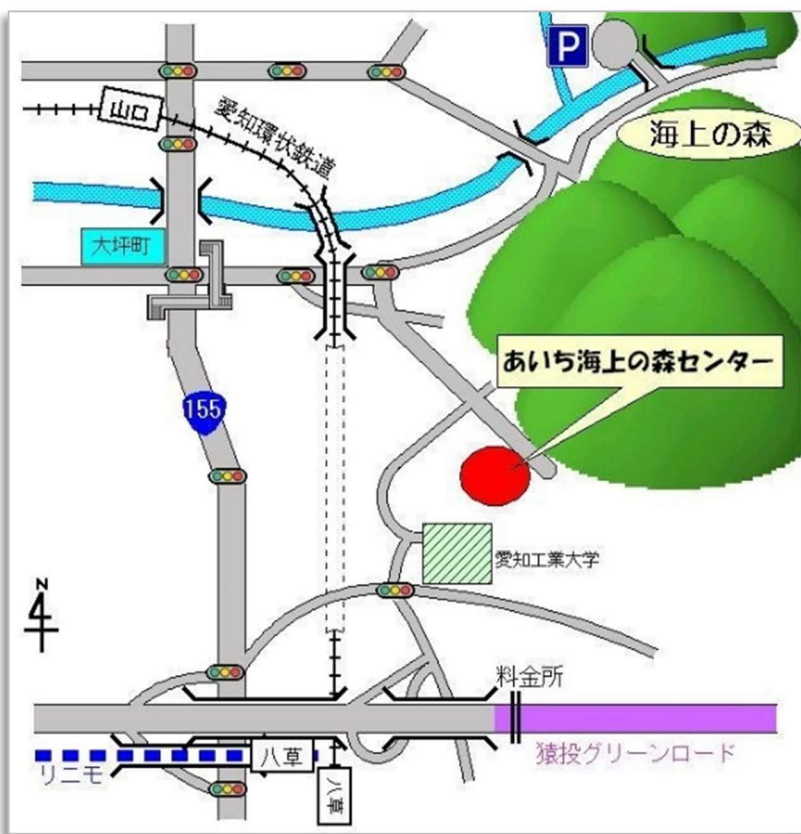 P
山口
愛知環状鉄道
海上の森
大坪町
あいち海上の森センター
155
愛知工業大学
N
料金所
八草
猿投グリーンロード
リニモ
八草